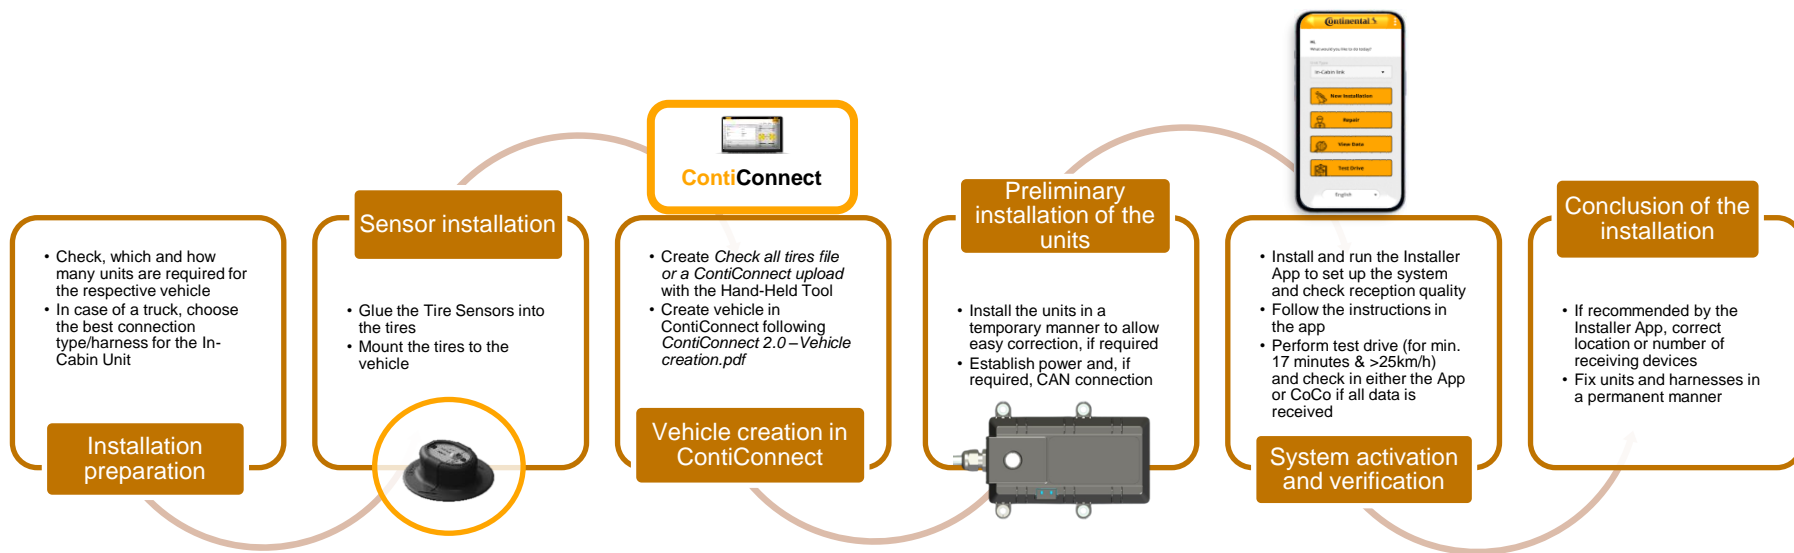 • Check, which and how
many units are required for
the respective vehicle
• In case of a truck, choose
the best connection
type/harness for the In-
Cabin Unit
Installation
preparation
Sensor installation
• Glue the Tire Sensors into
the tires
• Mount the tires to the
vehicle
ContiConnect
• Create Check all tires file
or a ContiConnect upload
with the Hand-Held Tool
• Create vehicle in
ContiConnect following
ContiConnect 2.0 –Vehicle
creation.pdf
Vehicle creation in
ContiConnect
Preliminary
installation of the
units
• Install the units in a
temporary manner to allow
easy correction, if required
• Establish power and, if
required, CAN connection
Continental
Hi,
What would you like to do today?
In-Cabin link
New Installation
Repair
View Data
Test Drive
English
• Install and run the Installer
App to set up the system
and check reception quality
• Follow the instructions in
the app
• Perform test drive (for min.
17 minutes & >25km/h)
and check in either the App
or CoCo if all data is
received
System activation
and verification
Conclusion of the
installation
• If recommended by the
Installer App, correct
location or number of
receiving devices
• Fix units and harnesses in
a permanent manner